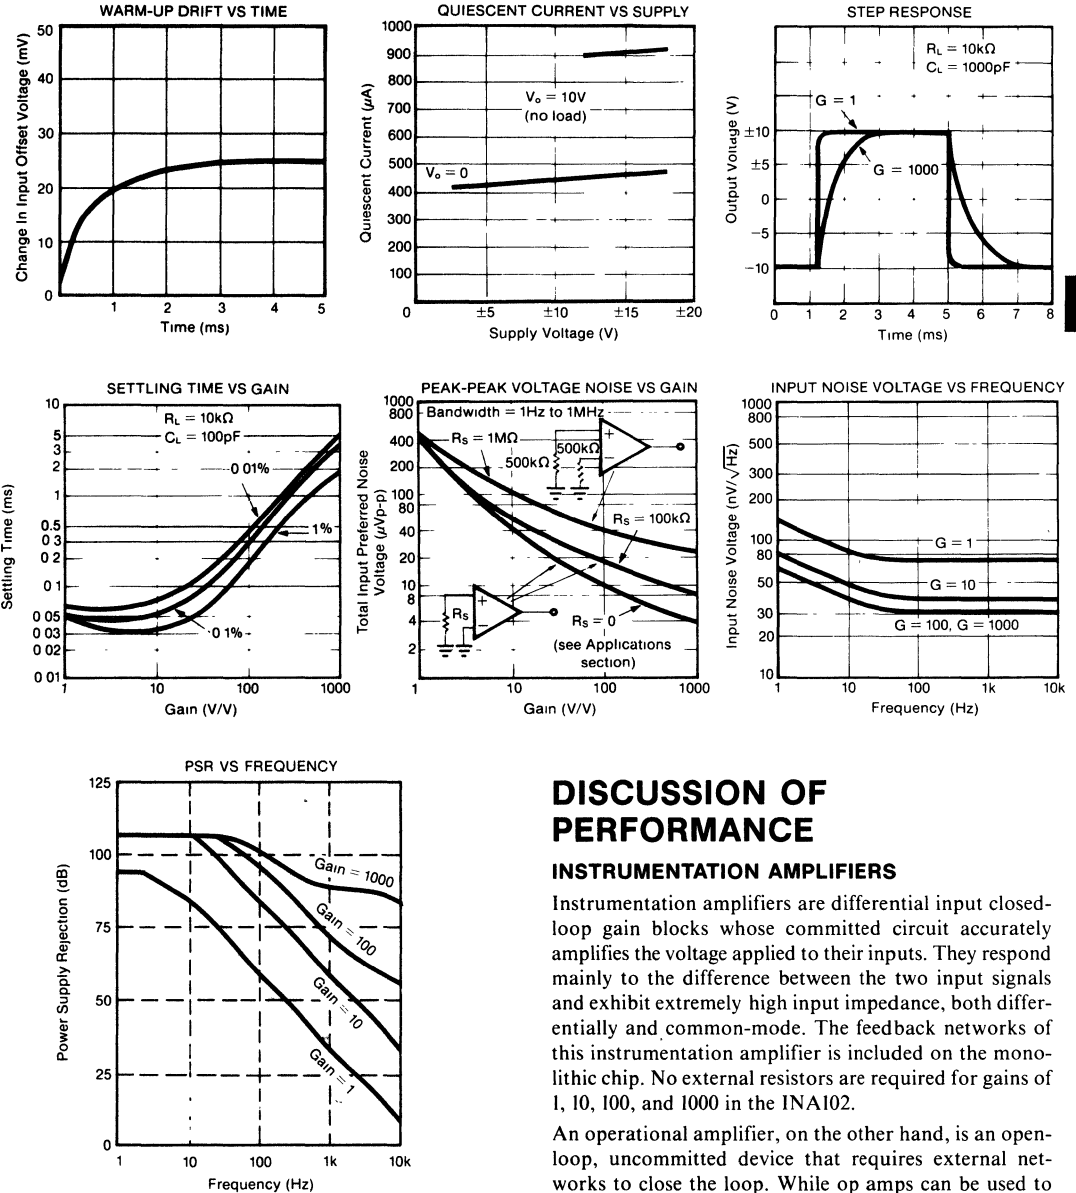 WARM-UP DRIFT VS TIME
Change In Input Offset Voltage (mV)
50
40
30
20
10
0
1 2 3 4 5
Time (ms)
QUIESCENT CURRENT VS SUPPLY
Quiescent Current (μA)
1000
900
800
700
600
500
400
300
200
100
0
Vo = 10V
(no load)
Vo = 0
0 ±5 ±10 ±15 ±20
Supply Voltage (V)
STEP RESPONSE
Output Voltage (V)
RL = 10kΩ
CL = 1000pF
G = 1
G = 1000
±10
±5
0
−5
−10
0 1 2 3 4 5 6 7 8
Time (ms)
SETTLING TIME VS GAIN
Settling Time (ms)
10
5
3
2
1
0.5
0 3
0 2
0 1
0 05
0 03
0 02
0 01
RL = 10kΩ
CL = 100pF
0 01%
1%
0 1%
1 10 100 1000
Gain (V/V)
PEAK-PEAK VOLTAGE NOISE VS GAIN
Total Input Preferred Noise
Voltage (μVp-p)
1000
800
400
200
100
80
40
20
10
8
4
2
Bandwidth = 1Hz to 1MHz
RS = 1MΩ
500kΩ
500kΩ
+
−
RS = 100kΩ
RS
+
−
RS = 0
(see Applications
section)
1 10 100 1000
Gain (V/V)
INPUT NOISE VOLTAGE VS FREQUENCY
Input Noise Voltage (nV/√Hz)
1000
800
500
300
200
100
80
50
30
20
10
G = 1
G = 10
G = 100, G = 1000
1 10 100 1k 10k
Frequency (Hz)
PSR VS FREQUENCY
Power Supply Rejection (dB)
125
100
75
50
25
0
Gain = 1000
Gain = 100
Gain = 10
Gain = 1
1 10 100 1k 10k
Frequency (Hz)
DISCUSSION OF
PERFORMANCE
INSTRUMENTATION AMPLIFIERS
Instrumentation amplifiers are differential input closed-
loop gain blocks whose committed circuit accurately
amplifies the voltage applied to their inputs. They respond
mainly to the difference between the two input signals
and exhibit extremely high input impedance, both differ-
entially and common-mode. The feedback networks of
this instrumentation amplifier is included on the mono-
lithic chip. No external resistors are required for gains of
1, 10, 100, and 1000 in the INA102.
An operational amplifier, on the other hand, is an open-
loop, uncommitted device that requires external net-
works to close the loop. While op amps can be used to